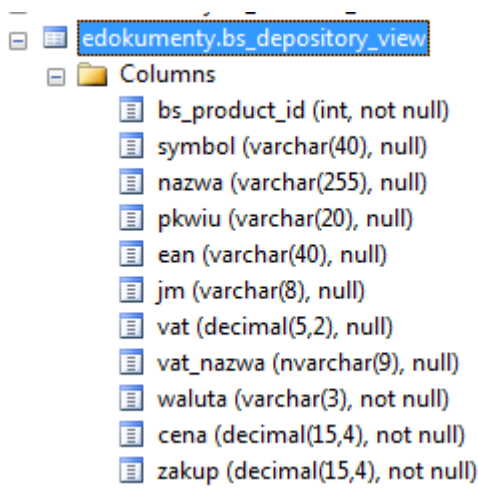 edokumenty.bs_depository_view
Columns
bs_product_id (int, not null)
symbol (varchar(40), null)
nazwa (varchar(255), null)
pkwiu (varchar(20), null)
ean (varchar(40), null)
jm (varchar(8), null)
vat (decimal(5,2), null)
vat_nazwa (nvarchar(9), null)
waluta (varchar(3), not null)
cena (decimal(15,4), not null)
zakup (decimal(15,4), not null)